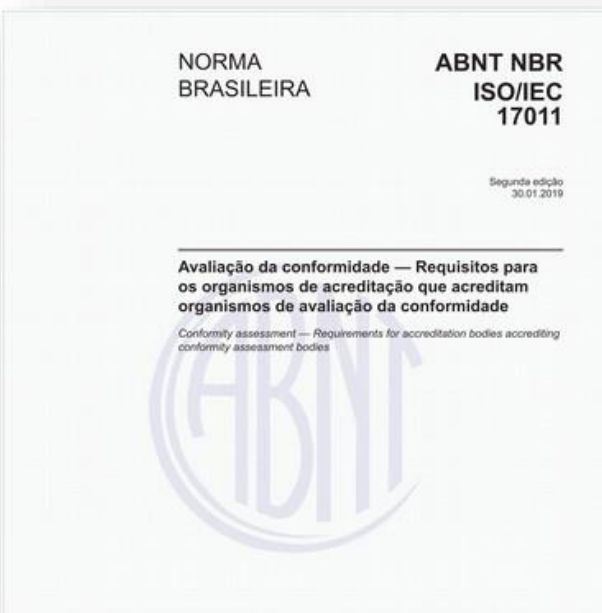 NORMA
BRASILEIRA
ABNT NBR
ISO/IEC
17011
Segunda edição
30.01.2019
Avaliação da conformidade — Requisitos para
os organismos de acreditação que acreditam
organismos de avaliação da conformidade
Conformity assessment — Requirements for accreditation bodies accrediting
conformity assessment bodies
ABNT